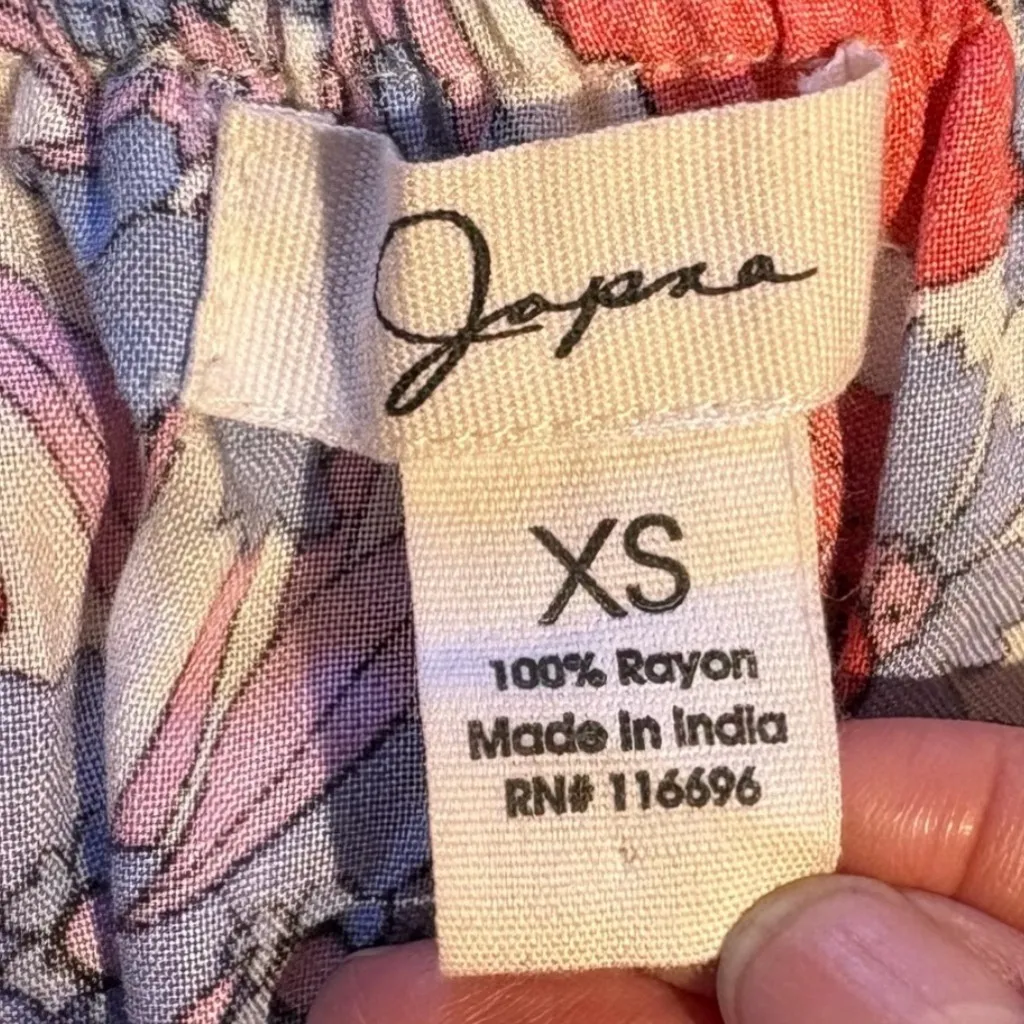 Japna
XS
100% Rayon
Made in India
RN# 116696